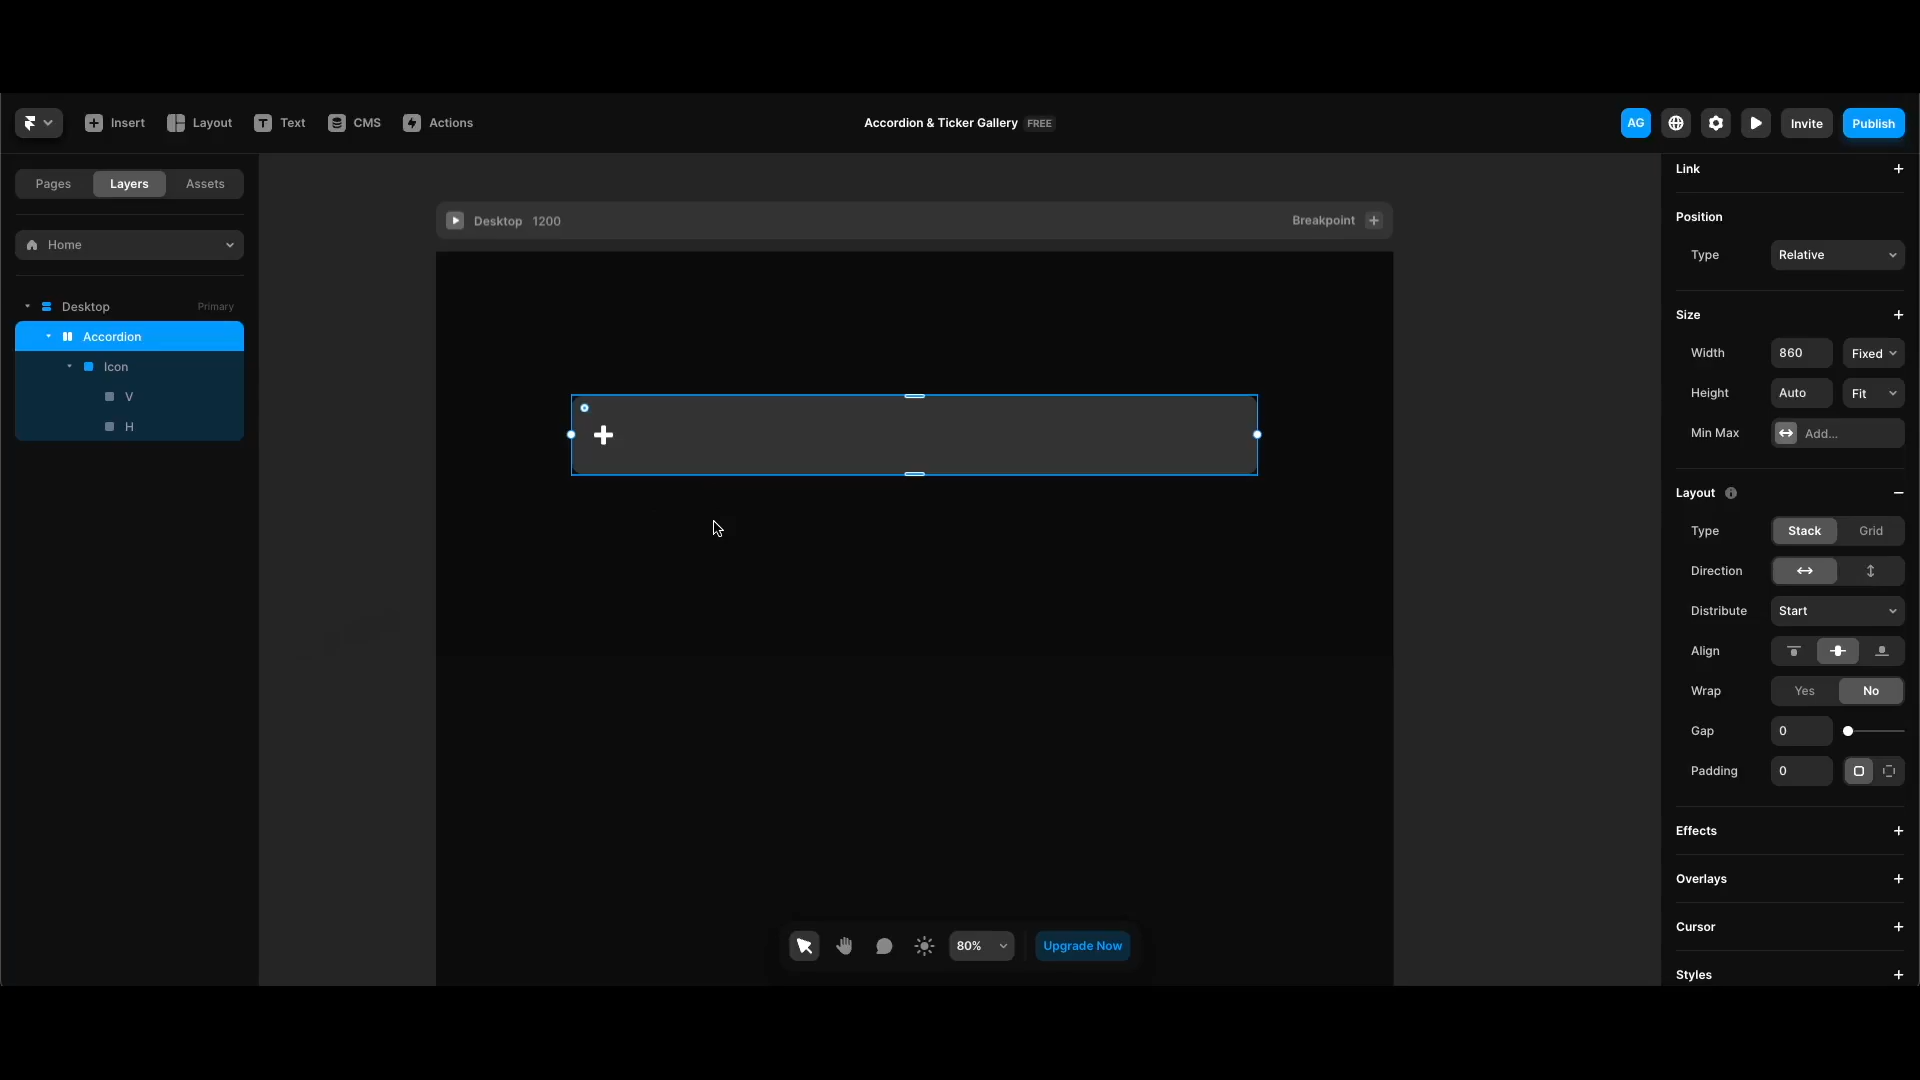 Insert
Layout
Text
CMS
Actions
Accordion & Ticker Gallery FREE
AG
Invite
Publish
Pages
Layers
Assets
Home
Desktop
Primary
Accordion
Icon
V
H
Desktop 1200
Breakpoint
80%
Upgrade Now
Link
Position
Type
Relative
Size
Width
860
Fixed
Height
Auto
Fit
Min Max
Add...
Layout
Type
Stack
Grid
Direction
Distribute
Start
Align
Wrap
Yes
No
Gap
0
Padding
0
Effects
Overlays
Cursor
Styles